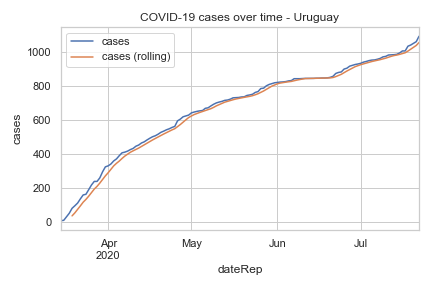 COVID-19 cases over time - Uruguay
cases
cases (rolling)
1000
800
600
400
200
0
cases
Apr
2020
May
Jun
Jul
dateRep